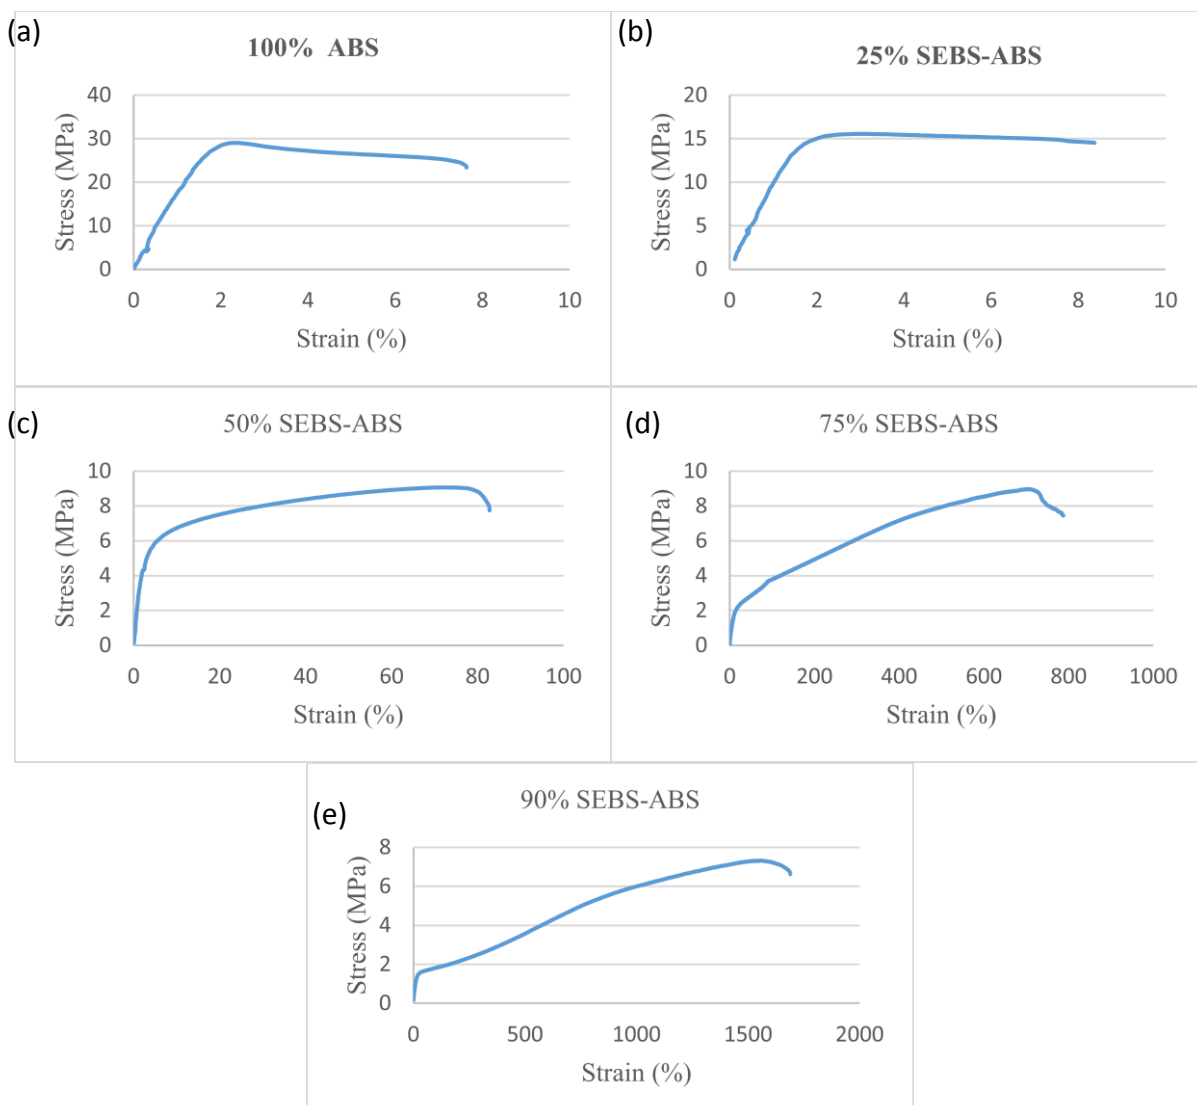 (a)
100% ABS
Stress (MPa)
40
30
20
10
0
0 2 4 6 8 10
Strain (%)
(b)
25% SEBS-ABS
Stress (MPa)
20
15
10
5
0
0 2 4 6 8 10
Strain (%)
(c)
50% SEBS-ABS
Stress (MPa)
10
8
6
4
2
0
0 20 40 60 80 100
Strain (%)
(d)
75% SEBS-ABS
Stress (MPa)
10
8
6
4
2
0
0 200 400 600 800 1000
Strain (%)
(e)
90% SEBS-ABS
Stress (MPa)
8
6
4
2
0
0 500 1000 1500 2000
Strain (%)